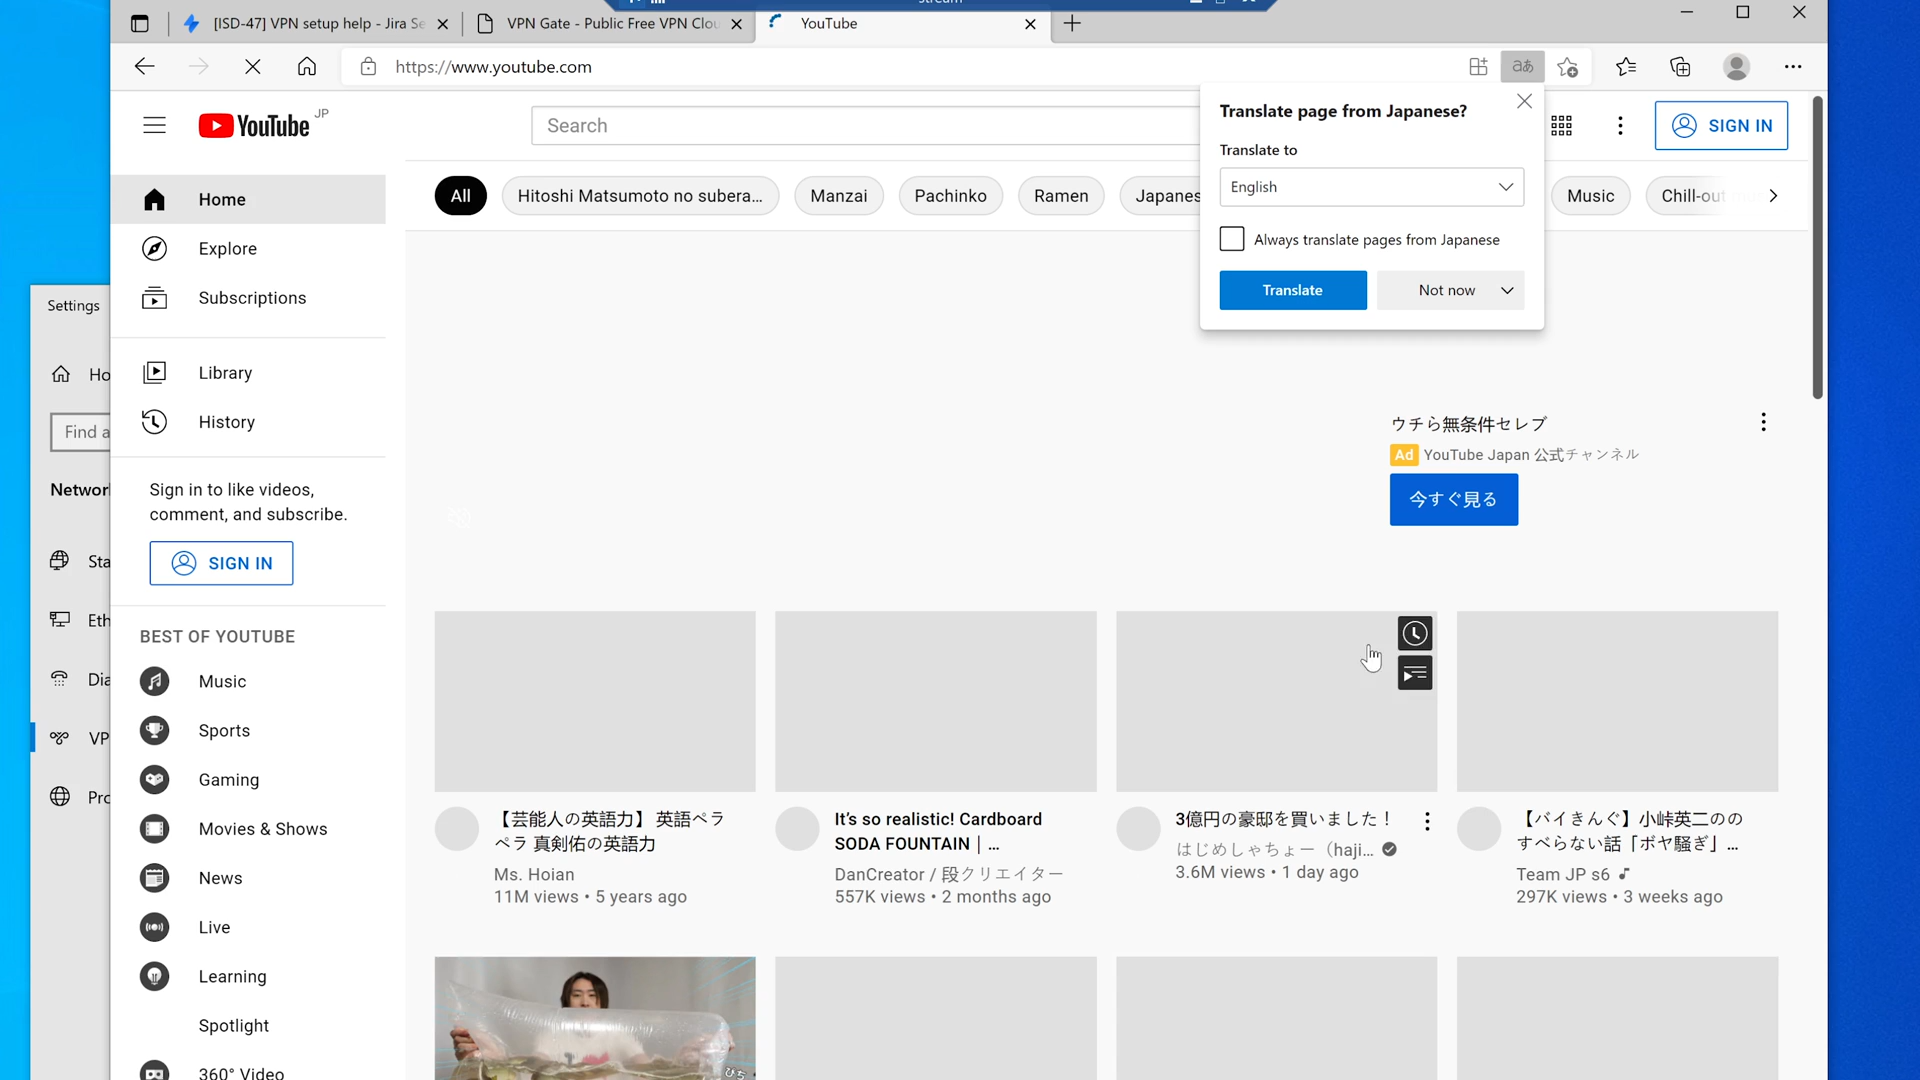 stream
[ISD-47] VPN setup help - Jira Se
VPN Gate - Public Free VPN Clou
YouTube
https://www.youtube.com
aあ
Translate page from Japanese?
Translate to
English
Always translate pages from Japanese
Translate
Not now
YouTube JP
Search
SIGN IN
All
Hitoshi Matsumoto no subera...
Manzai
Pachinko
Ramen
Japanes
Music
Chill-out
Home
Explore
Subscriptions
Library
History
Sign in to like videos,
comment, and subscribe.
SIGN IN
BEST OF YOUTUBE
Music
Sports
Gaming
Movies & Shows
News
Live
Learning
Spotlight
360° Video
Settings
Ho
Find a
Networ
Sta
Eth
Dia
VP
Pro
ウチら無条件セレブ
Ad YouTube Japan 公式チャンネル
今すぐ見る
【芸能人の英語力】 英語ペラ
ペラ 真剣佑の英語力
Ms. Hoian
11M views • 5 years ago
It's so realistic! Cardboard
SODA FOUNTAIN｜...
DanCreator / 段クリエイター
557K views • 2 months ago
3億円の豪邸を買いました！
はじめしゃちょー（haji...
3.6M views • 1 day ago
【バイきんぐ】小峠英二のの
すべらない話「ボヤ騒ぎ」...
Team JP s6
297K views • 3 weeks ago